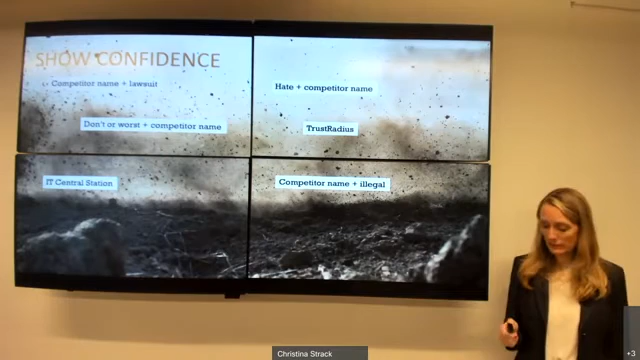 SHOW CONFIDENCE
Competitor name + lawsuit
Hate + competitor name
Don't or worst + competitor name
TrustRadius
IT Central Station
Competitor name + illegal
Christina Strack
+3